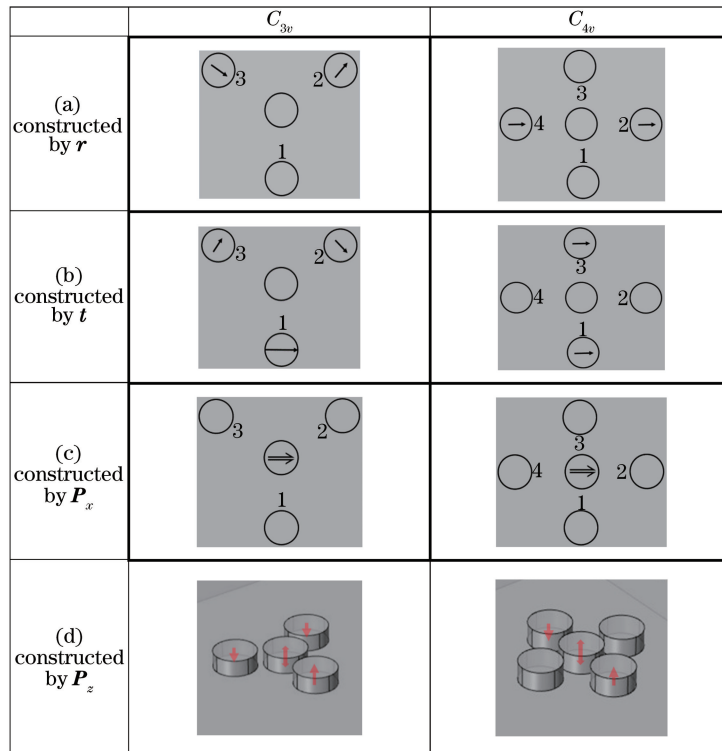 C3v C4v
(a)
constructed
by r
3 2
1
3
4 2
1
(b)
constructed
by t
3 2
1
3
4 2
1
(c)
constructed
by Px
3 2
1
3
4 2
1
(d)
constructed
by Pz